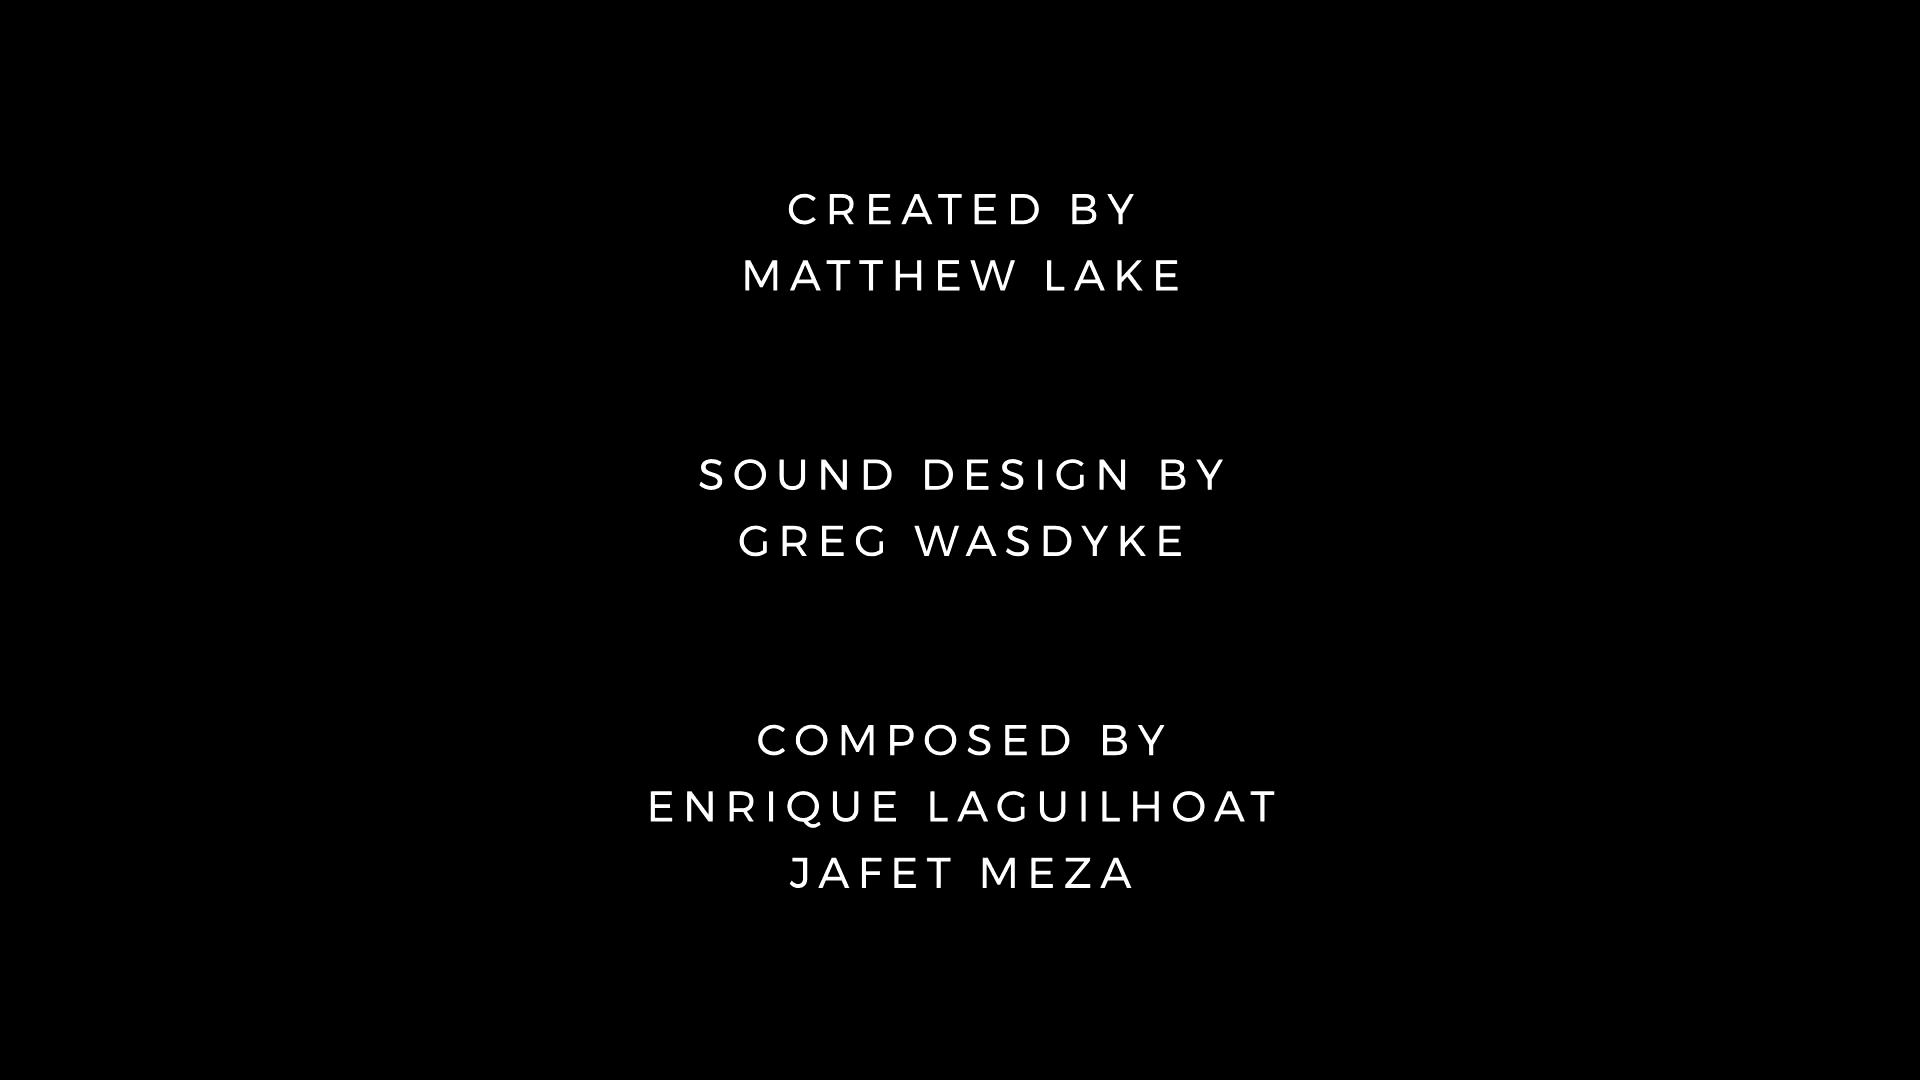 CREATED BY
MATTHEW LAKE
SOUND DESIGN BY
GREG WASDYKE
COMPOSED BY
ENRIQUE LAGUILHOAT
JAFET MEZA